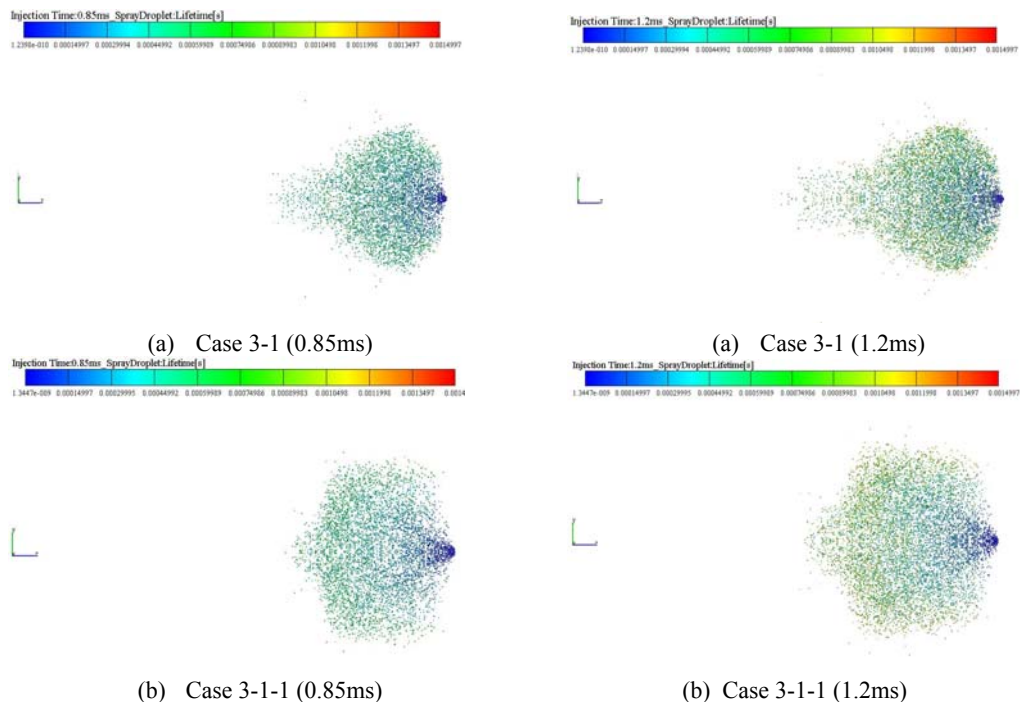 Injection Time:0.85ms_SprayDroplet:Lifetime[s]
1.2398e-010 0.00014997 0.00029994 0.00044992 0.00059989 0.00074986 0.00089983 0.0010498 0.0011998 0.0013497 0.0014997
Injection Time:1.2ms_SprayDroplet:Lifetime[s]
1.2398e-010 0.00014997 0.00029994 0.00044992 0.00059989 0.00074986 0.00089983 0.0010498 0.0011998 0.0013497 0.0014997
(a) Case 3-1 (0.85ms)
(a) Case 3-1 (1.2ms)
Injection Time:0.85ms_SprayDroplet:Lifetime[s]
1.3447e-009 0.00014997 0.00029995 0.00044992 0.00059989 0.00074986 0.00089983 0.0010498 0.0011998 0.0013497 0.0014
Injection Time:1.2ms_SprayDroplet:Lifetime[s]
1.3447e-009 0.00014997 0.00029995 0.00044992 0.00059989 0.00074986 0.00089983 0.0010498 0.0011998 0.0013497 0.0014997
(b) Case 3-1-1 (0.85ms)
(b) Case 3-1-1 (1.2ms)